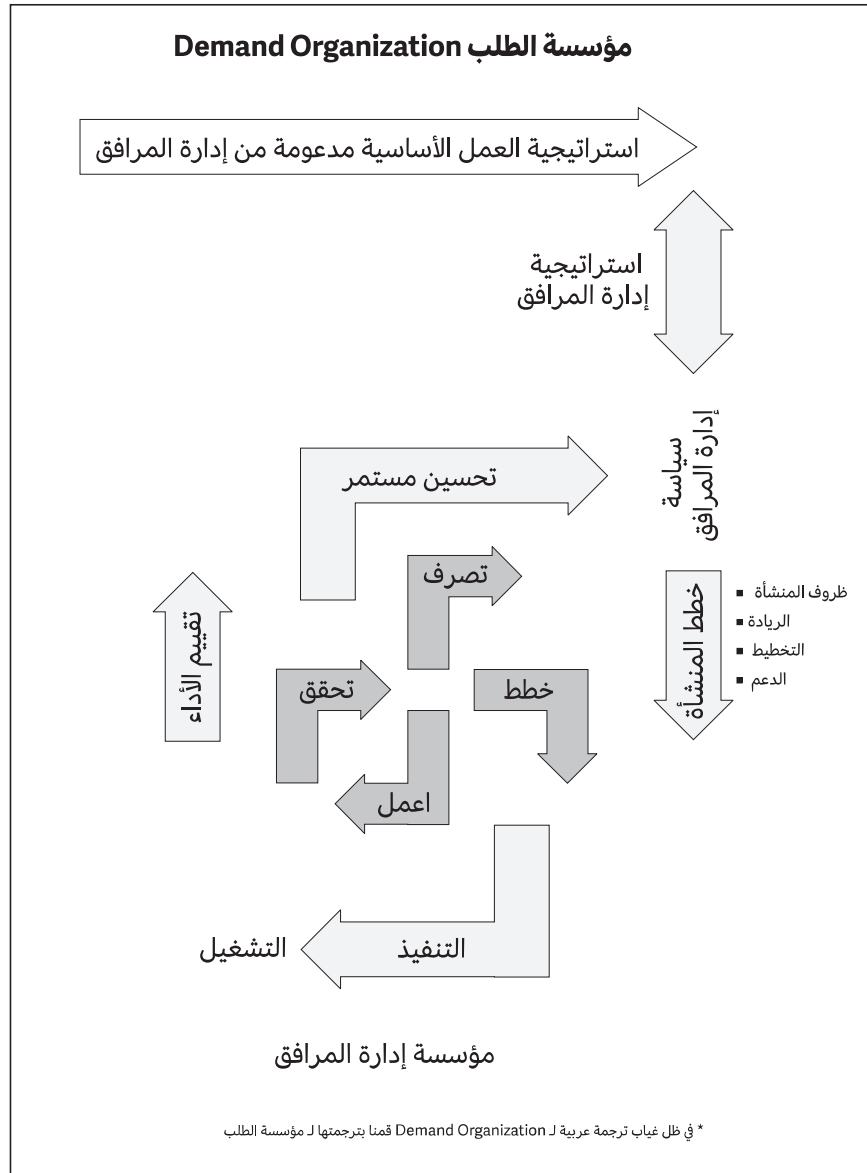 مؤسسة الطلب Demand Organization
استراتيجية العمل الأساسية مدعومة من إدارة المرافق
استراتيجية
إدارة المرافق
سياسة
إدارة المرافق
تحسين مستمر
تصرف
خطط المنشأة
▪ ظروف المنشأة
▪ الريادة
▪ التخطيط
▪ الدعم
تقييم الأداء
تحقق
خطط
اعمل
التنفيذ
التشغيل
مؤسسة إدارة المرافق
* في ظل غياب ترجمة عربية لـ Demand Organization قمنا بترجمتها لـ مؤسسة الطلب